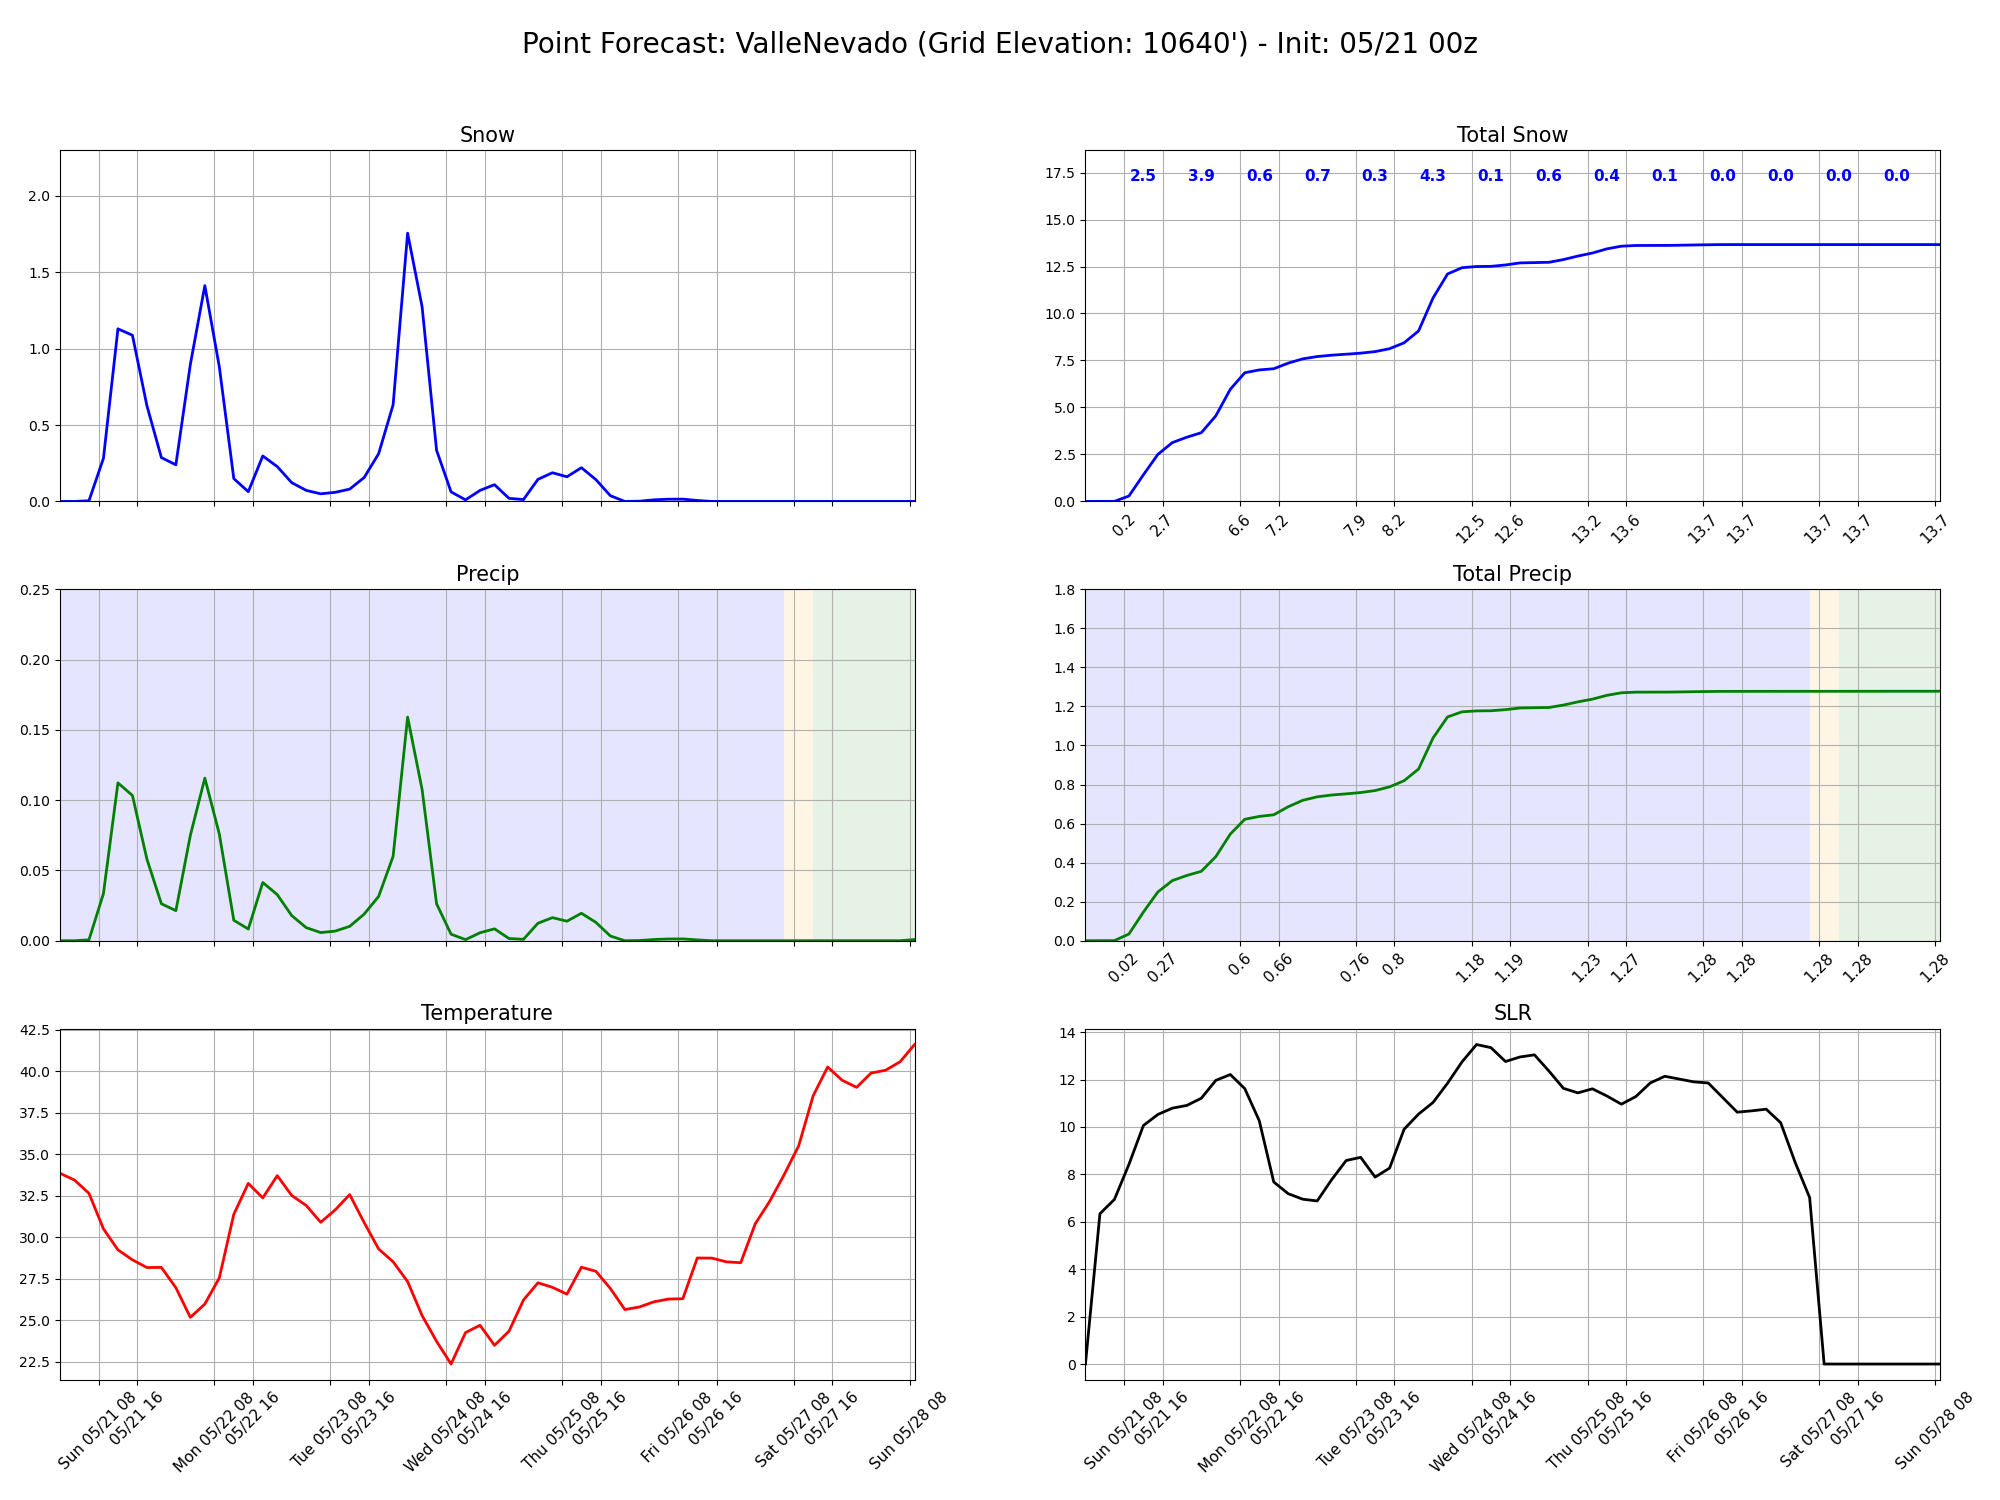 Point Forecast: ValleNevado (Grid Elevation: 10640') - Init: 05/21 00z
Snow
2.0
1.5
1.0
0.5
0.0
Total Snow
17.5
15.0
12.5
10.0
7.5
5.0
2.5
0.0
2.5 3.9 0.6 0.7 0.3 4.3 0.1 0.6 0.4 0.1 0.0 0.0 0.0 0.0
0.2 2.7 6.6 7.2 7.9 8.2 12.5 12.6 13.2 13.6 13.7 13.7 13.7 13.7 13.7
Precip
0.25
0.20
0.15
0.10
0.05
0.00
Total Precip
1.8
1.6
1.4
1.2
1.0
0.8
0.6
0.4
0.2
0.0
0.02 0.27 0.6 0.66 0.76 0.8 1.18 1.19 1.23 1.27 1.28 1.28 1.28 1.28 1.28
Temperature
42.5
40.0
37.5
35.0
32.5
30.0
27.5
25.0
22.5
Sun 05/21 08
05/21 16
Mon 05/22 08
05/22 16
Tue 05/23 08
05/23 16
Wed 05/24 08
05/24 16
Thu 05/25 08
05/25 16
Fri 05/26 08
05/26 16
Sat 05/27 08
05/27 16
Sun 05/28 08
SLR
14
12
10
8
6
4
2
0
Sun 05/21 08
05/21 16
Mon 05/22 08
05/22 16
Tue 05/23 08
05/23 16
Wed 05/24 08
05/24 16
Thu 05/25 08
05/25 16
Fri 05/26 08
05/26 16
Sat 05/27 08
05/27 16
Sun 05/28 08